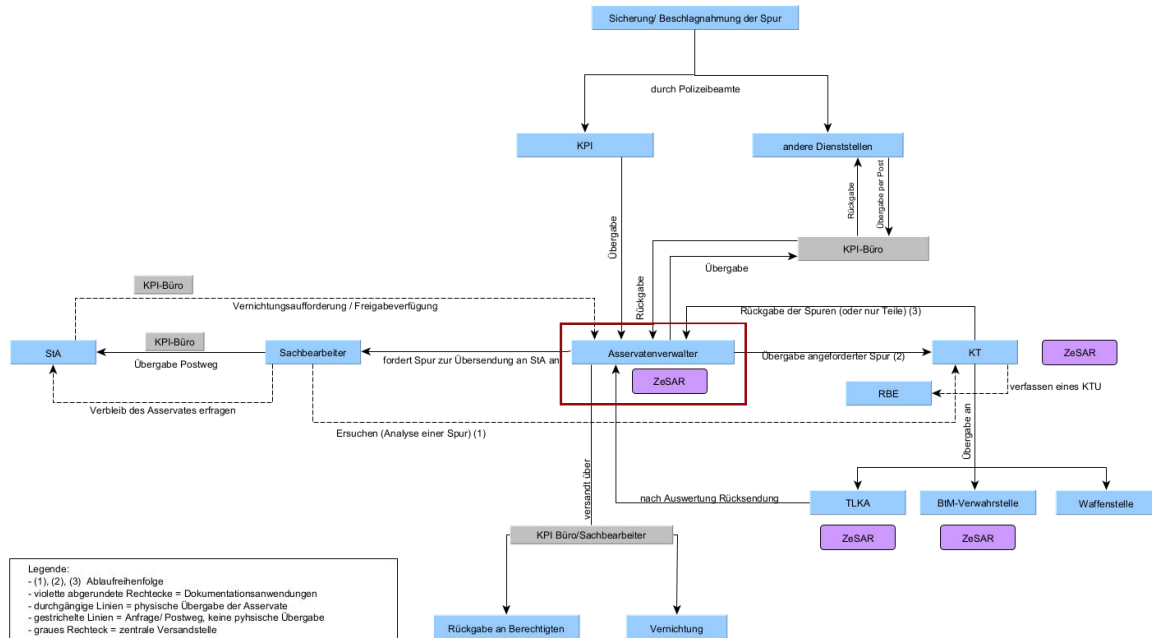 Sicherung/ Beschlagnahmung der Spur
durch Polizeibeamte
KPI
andere Dienststellen
Rückgabe
Übergabe per Post
Übergabe
KPI-Büro
Übergabe
Rückgabe
KPI-Büro
Vernichtungsaufforderung / Freigabeverfügung
Rückgabe der Spuren (oder nur Teile) (3)
StA
KPI-Büro
Übergabe Postweg
Sachbearbeiter
fordert Spur zur Übersendung an StA an
Asservatenverwalter
ZeSAR
Übergabe angeforderter Spur (2)
KT
ZeSAR
RBE
verfassen eines KTU
Verbleib des Asservates erfragen
Ersuchen (Analyse einer Spur) (1)
Übergabe an
versandt über
nach Auswertung Rücksendung
TLKA
BtM-Verwahrstelle
Waffenstelle
ZeSAR
ZeSAR
KPI Büro/Sachbearbeiter
Rückgabe an Berechtigten
Vernichtung
Legende:
- (1), (2), (3) Ablaufreihenfolge
- violette abgerundete Rechtecke = Dokumentationsanwendungen
- durchgängige Linien = physische Übergabe der Asservate
- gestrichelte Linien = Anfrage/ Postweg, keine pyhsische Übergabe
- graues Rechteck = zentrale Versandstelle